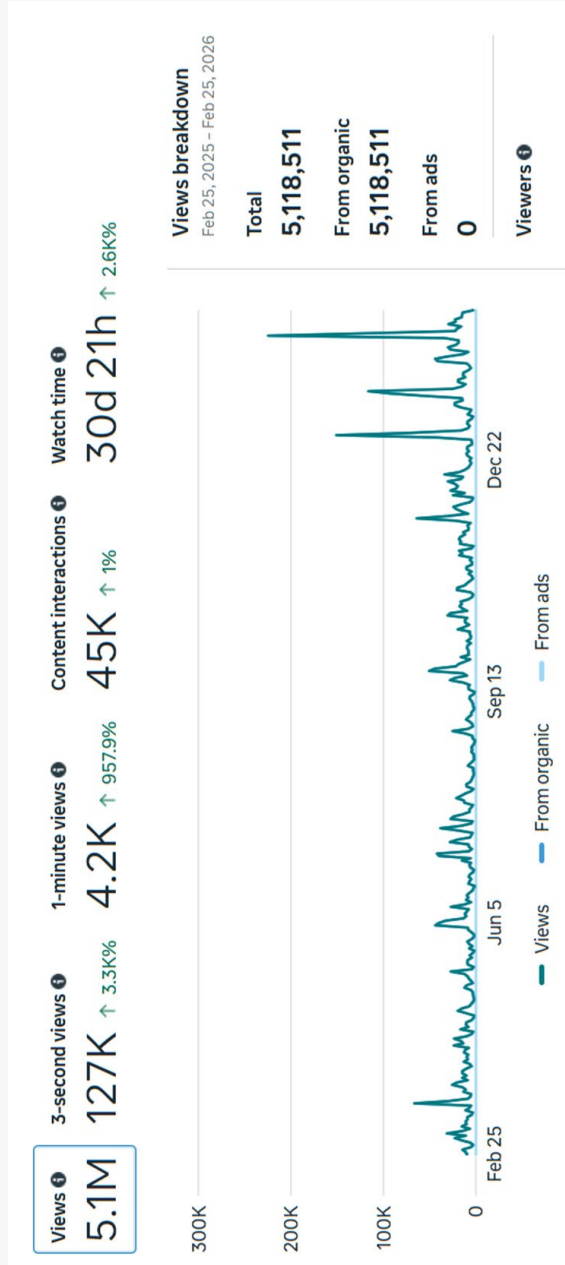 Views
5.1M
3-second views
127K ↑ 3.3K%
1-minute views
4.2K ↑ 957.9%
Content interactions
45K ↑ 1%
Watch time
30d 21h ↑ 2.6K%
300K
200K
100K
0
Feb 25
Jun 5
Sep 13
Dec 22
Views
From organic
From ads
Views breakdown
Feb 25, 2025 – Feb 25, 2026
Total
5,118,511
From organic
5,118,511
From ads
0
Viewers